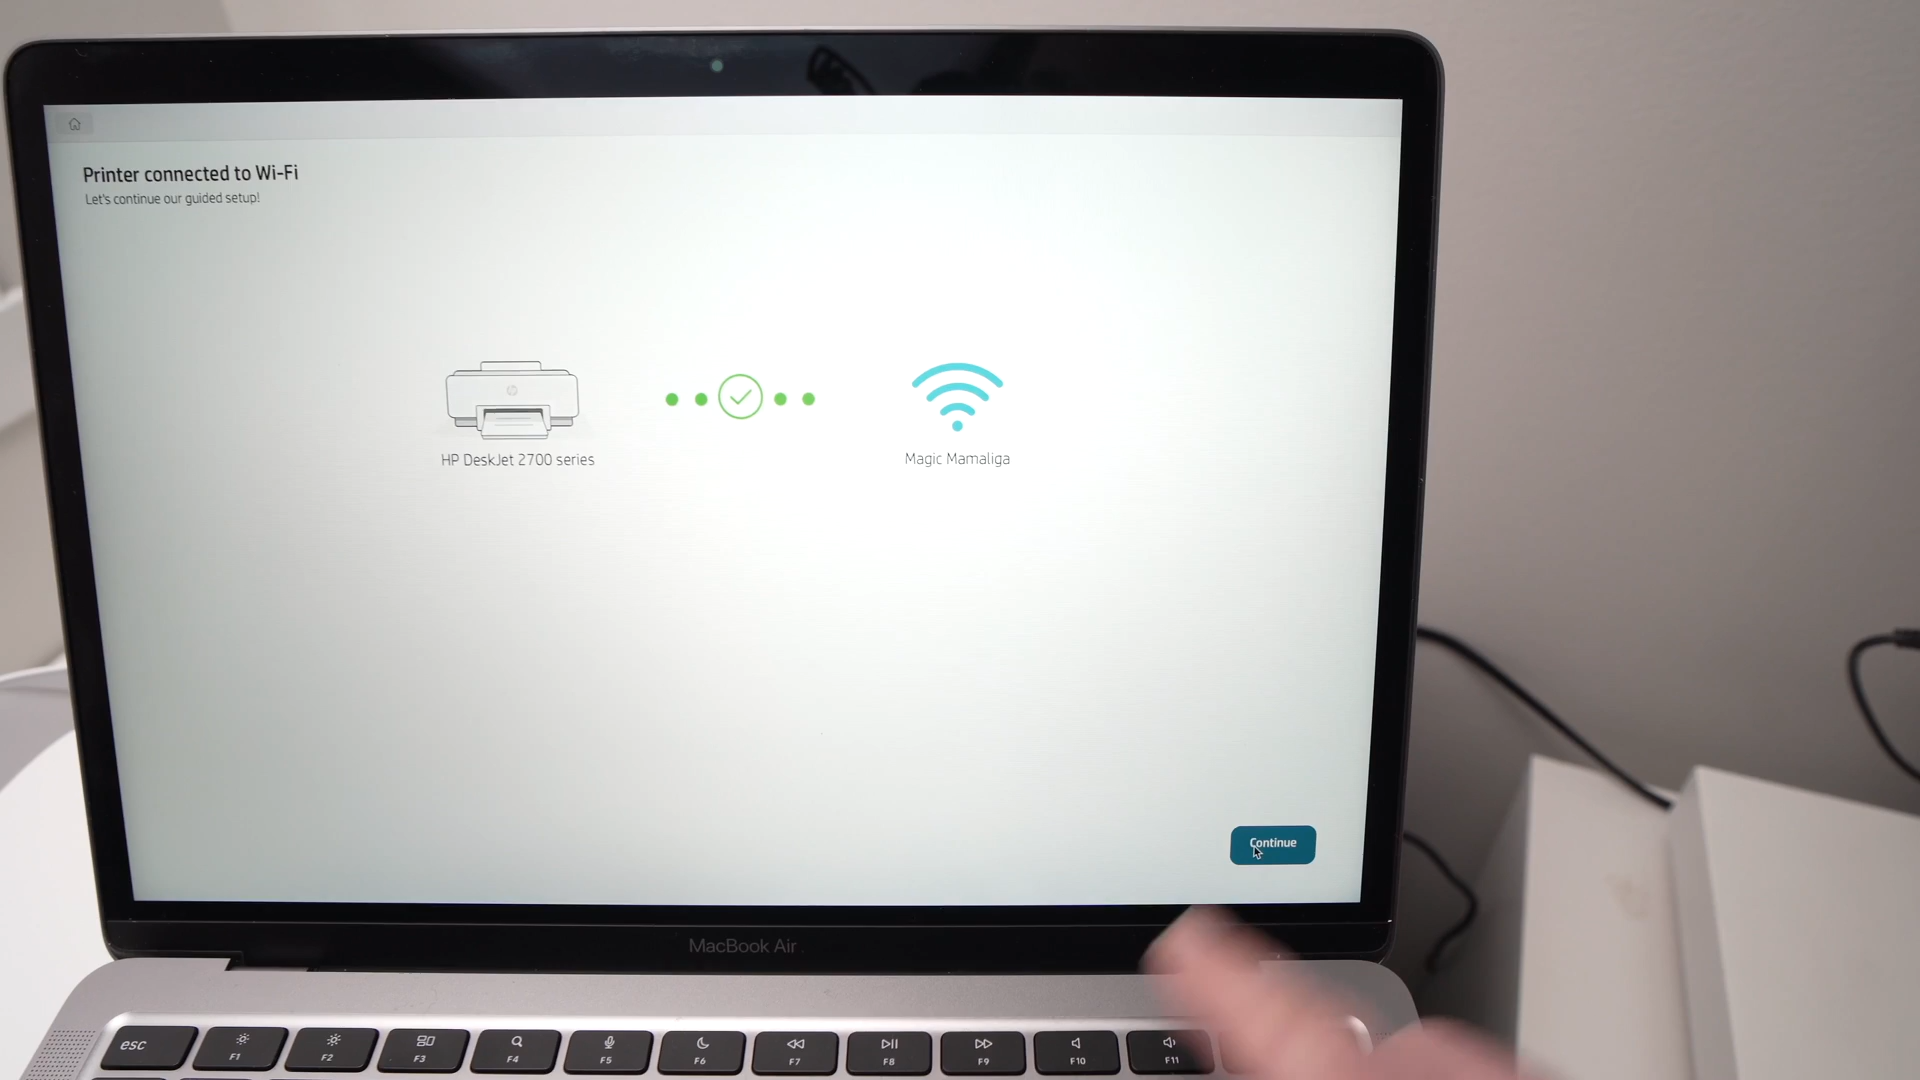 Printer connected to Wi-Fi
Let's continue our guided setup!
hp
HP DeskJet 2700 series
Magic Mamaliga
Continue
MacBook Air
esc
F1
F2
F3
F4
F5
F6
F7
F8
F9
F10
F11